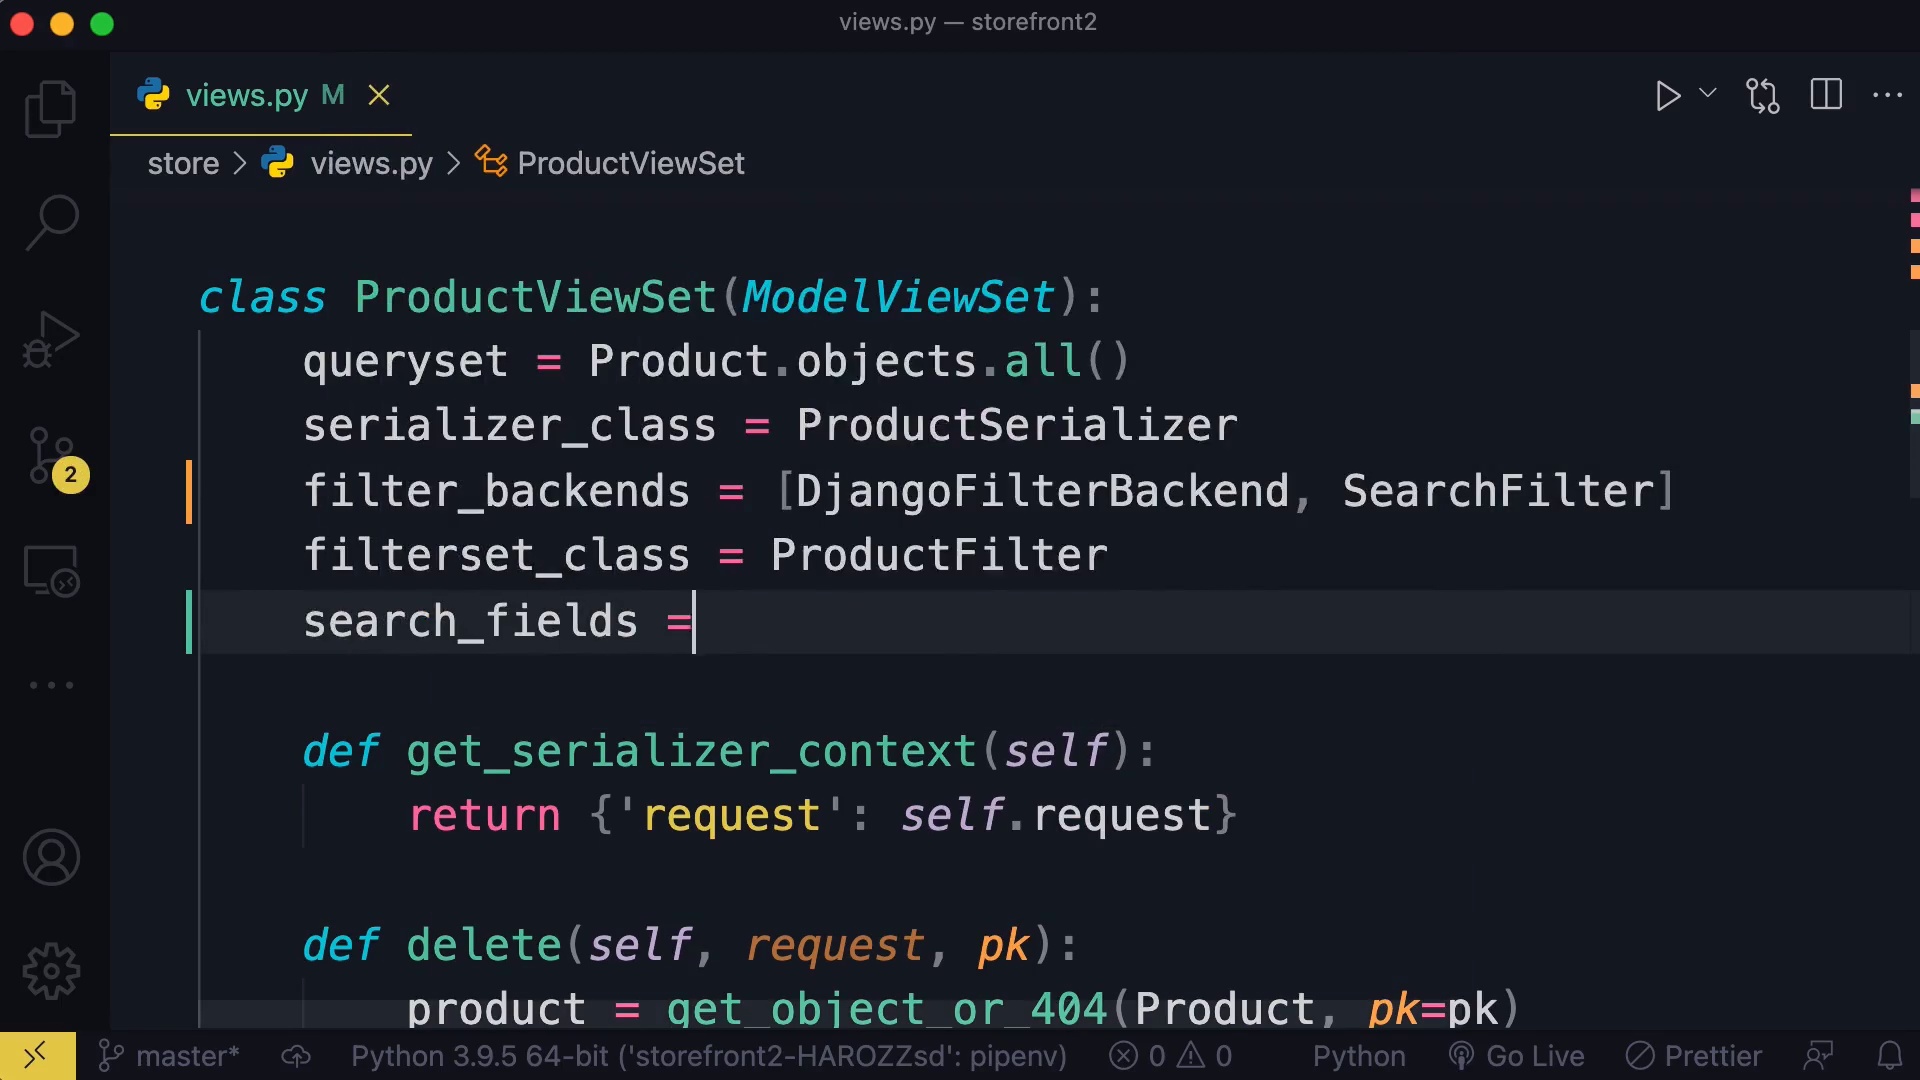 views.py — storefront2
views.py M
store > views.py > ProductViewSet
class ProductViewSet(ModelViewSet):
queryset = Product.objects.all()
serializer_class = ProductSerializer
filter_backends = [DjangoFilterBackend, SearchFilter]
filterset_class = ProductFilter
search_fields =
def get_serializer_context(self):
return {'request': self.request}
def delete(self, request, pk):
product = get_object_or_404(Product, pk=pk)
2
master* Python 3.9.5 64-bit ('storefront2-HAROZZsd': pipenv) 0 0 Python Go Live Prettier